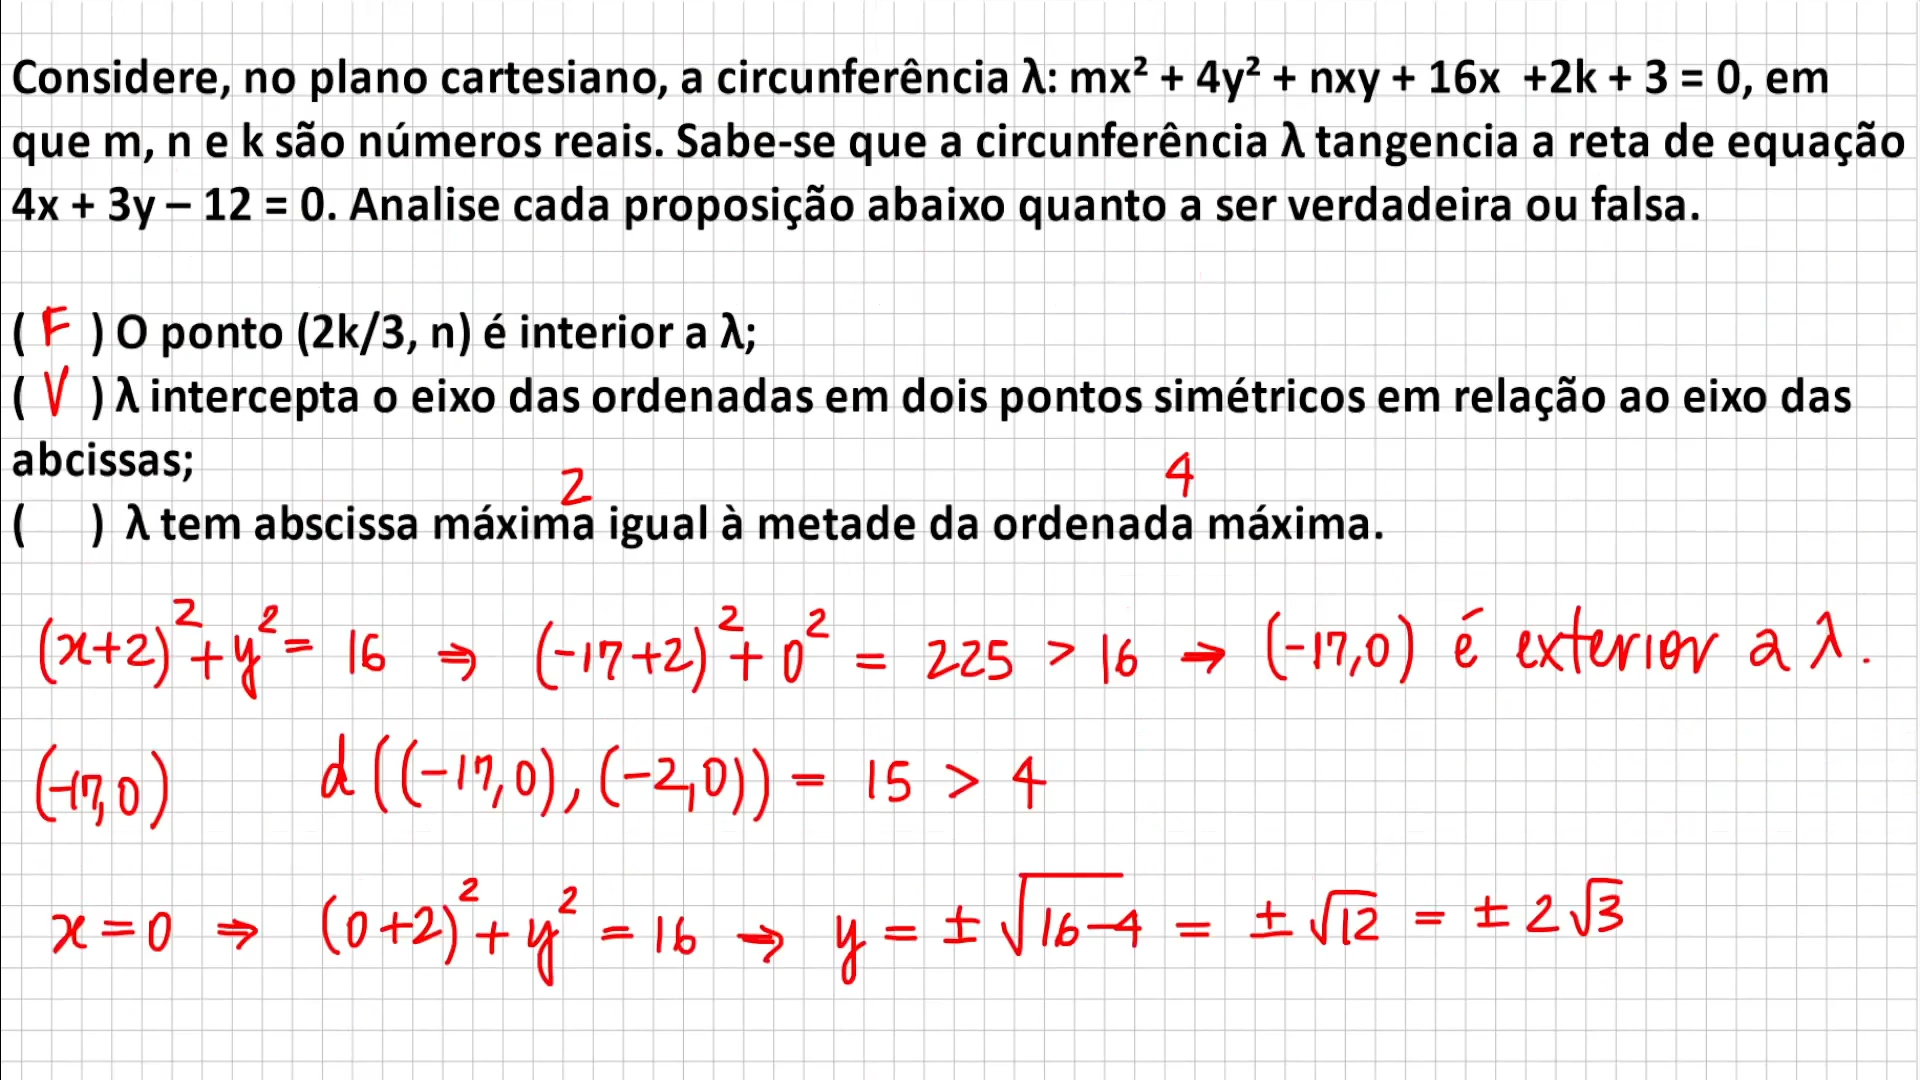 Considere, no plano cartesiano, a circunferência λ: mx² + 4y² + nxy + 16x +2k + 3 = 0, em
que m, n e k são números reais. Sabe-se que a circunferência λ tangencia a reta de equação
4x + 3y – 12 = 0. Analise cada proposição abaixo quanto a ser verdadeira ou falsa.
( F ) O ponto (2k/3, n) é interior a λ;
( V ) λ intercepta o eixo das ordenadas em dois pontos simétricos em relação ao eixo das
abcissas;
2 4
( ) λ tem abscissa máxima igual à metade da ordenada máxima.
(x+2)² + y² = 16 ⇒ (-17+2)² + 0² = 225 > 16 → (-17,0) é exterior a λ.
(-17,0) d((-17,0),(-2,0)) = 15 > 4
x=0 ⇒ (0+2)² + y² = 16 → y = ± √16-4 = ± √12 = ± 2√3